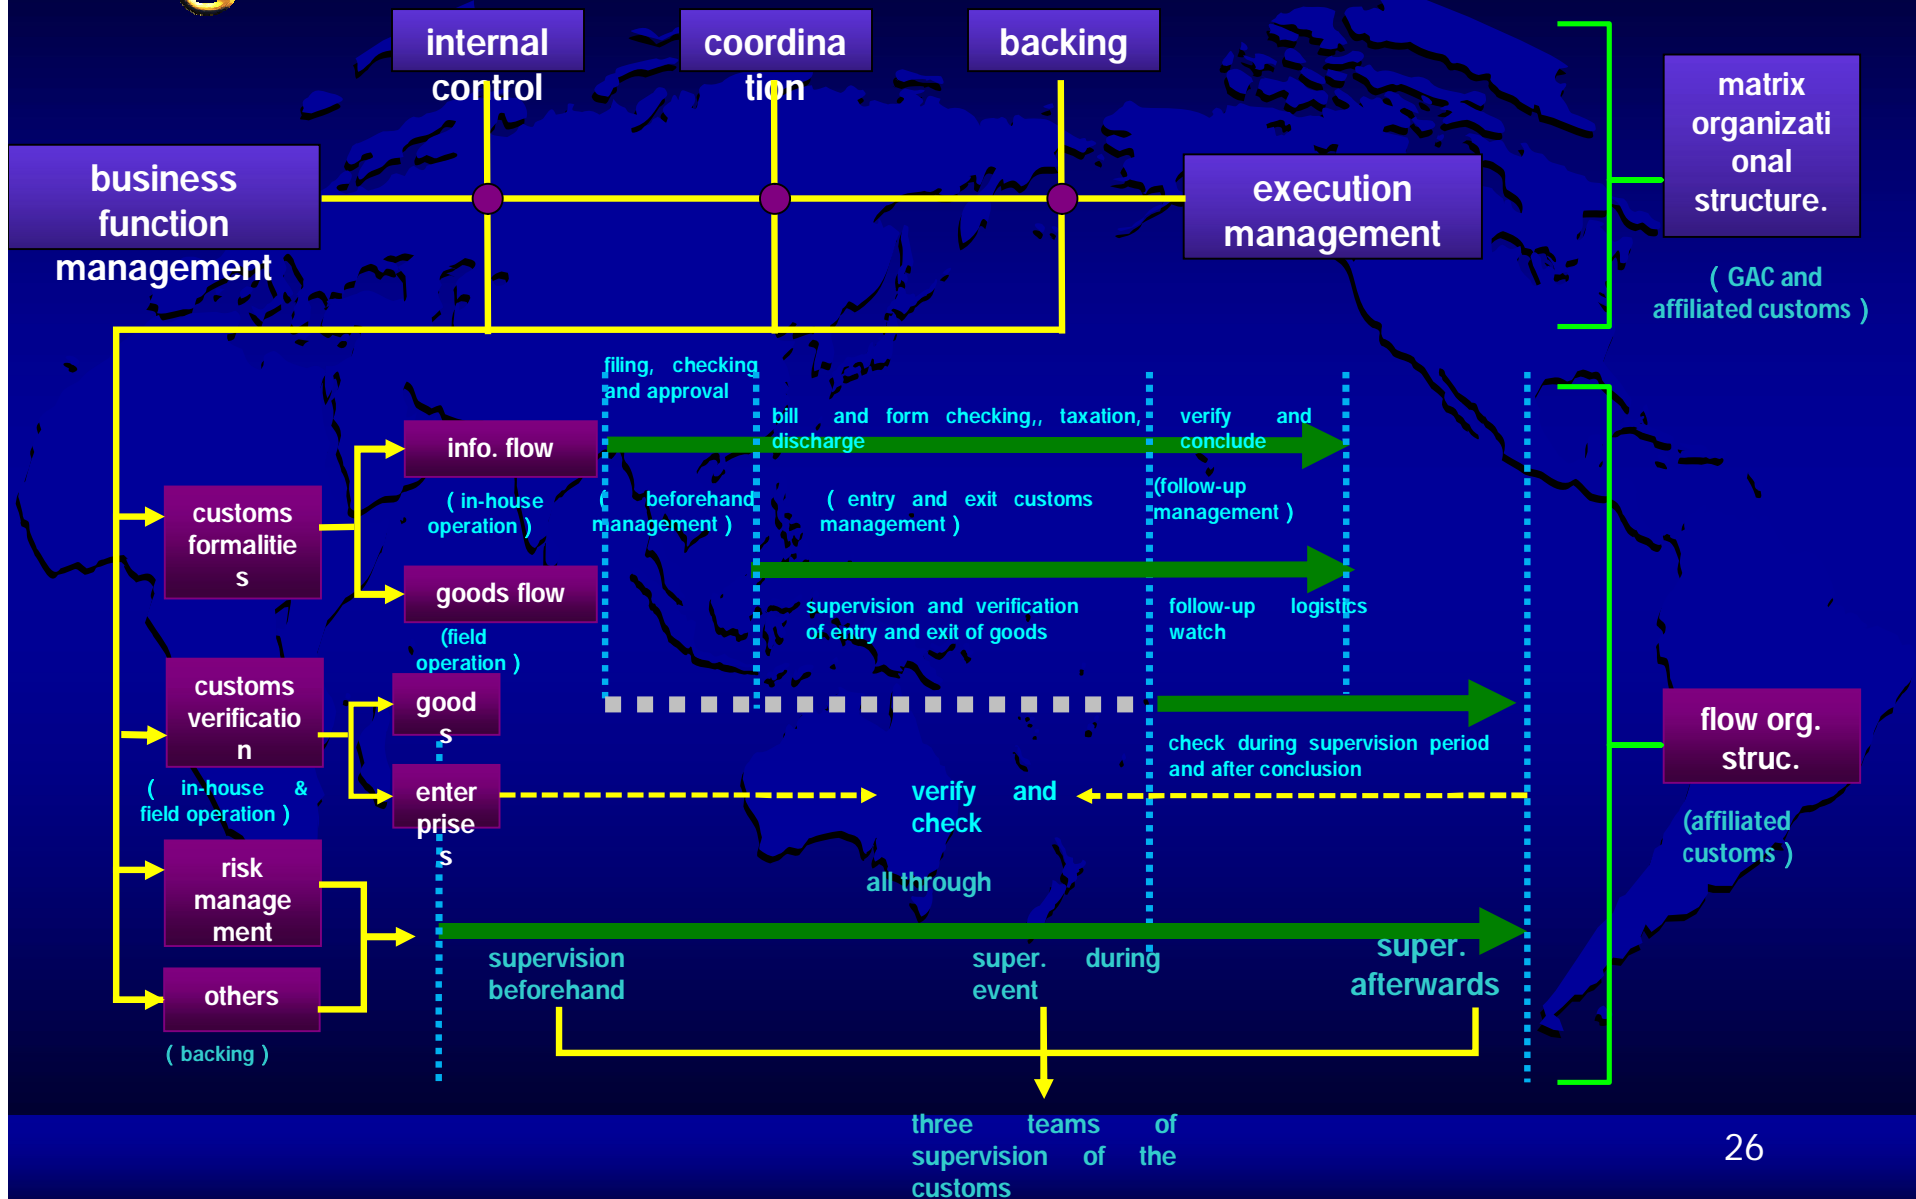 internal
control
coordina
tion
backing
matrix
organizati
onal
structure.
business
function
management
execution
management
( GAC and
affiliated customs )
filing, checking
and approval
bill and form checking,, taxation,
discharge
verify and
conclude
info. flow
( in-house
operation )
( beforehand
management )
( entry and exit customs
management )
(follow-up
management )
customs
formalitie
s
goods flow
(field
operation )
supervision and verification
of entry and exit of goods
follow-up logistics
watch
customs
verificatio
n
( in-house &
field operation )
good
s
enter
prise
s
check during supervision period
and after conclusion
verify and
check
all through
flow org.
struc.
(affiliated
customs )
risk
manage
ment
others
( backing )
supervision
beforehand
super. during
event
super.
afterwards
three teams of
supervision of the
customs
26